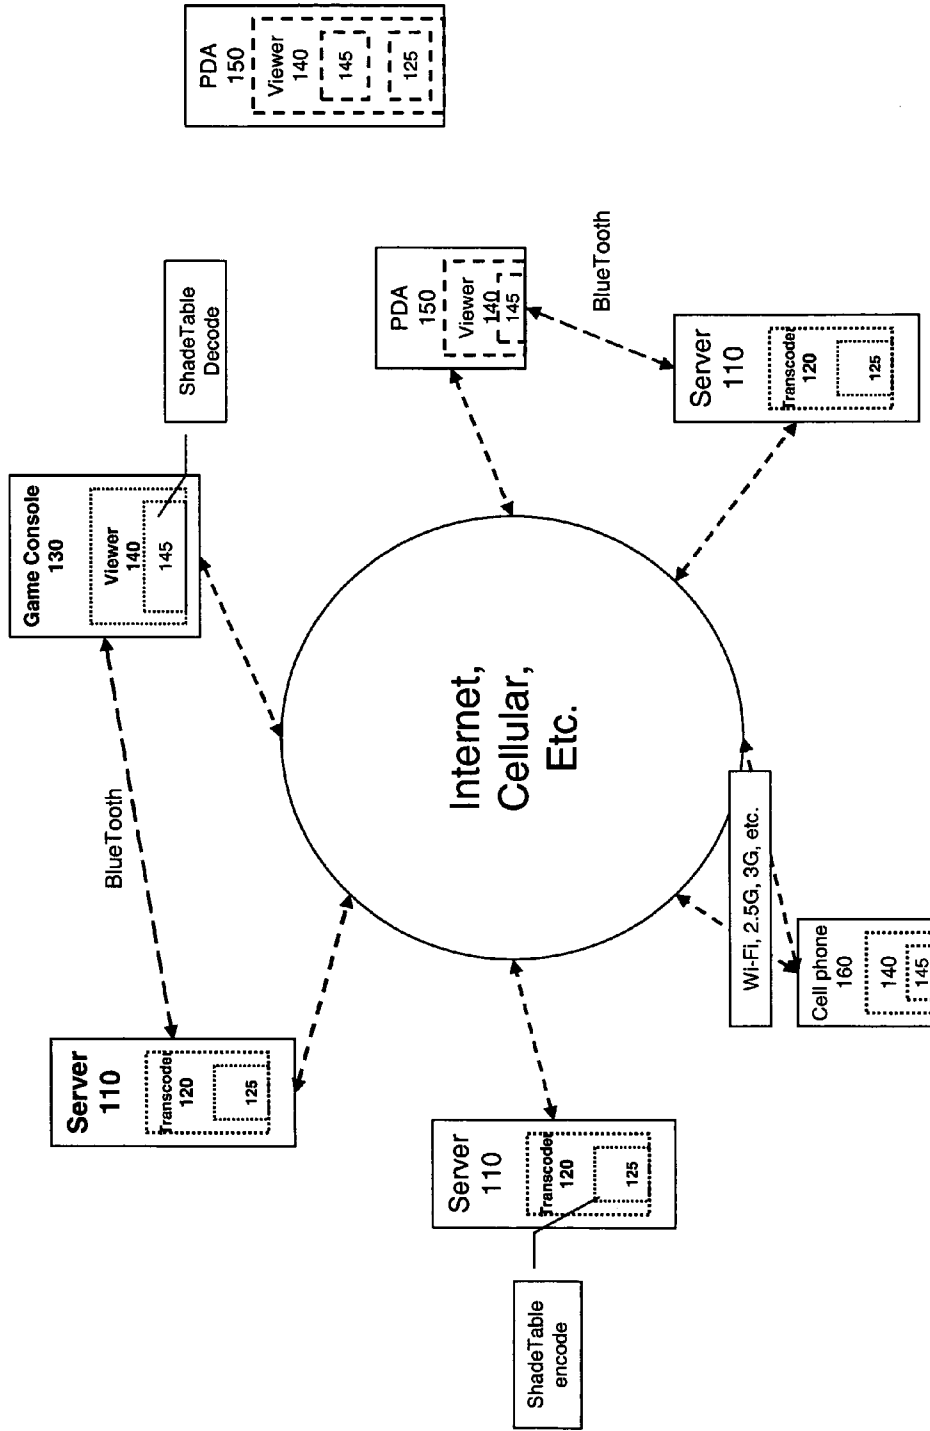 Server
110
Transcoder
120
125
BlueTooth
Game Console
130
Viewer
140
145
ShadeTable
Decode
PDA
150
Viewer
140
145
125
Server
110
Transcoder
120
125
ShadeTable
encode
Internet,
Cellular,
Etc.
PDA
150
Viewer
140
145
BlueTooth
Wi-Fi, 2.5G, 3G, etc.
Cell phone
160
140
145
Server
110
Transcoder
120
125